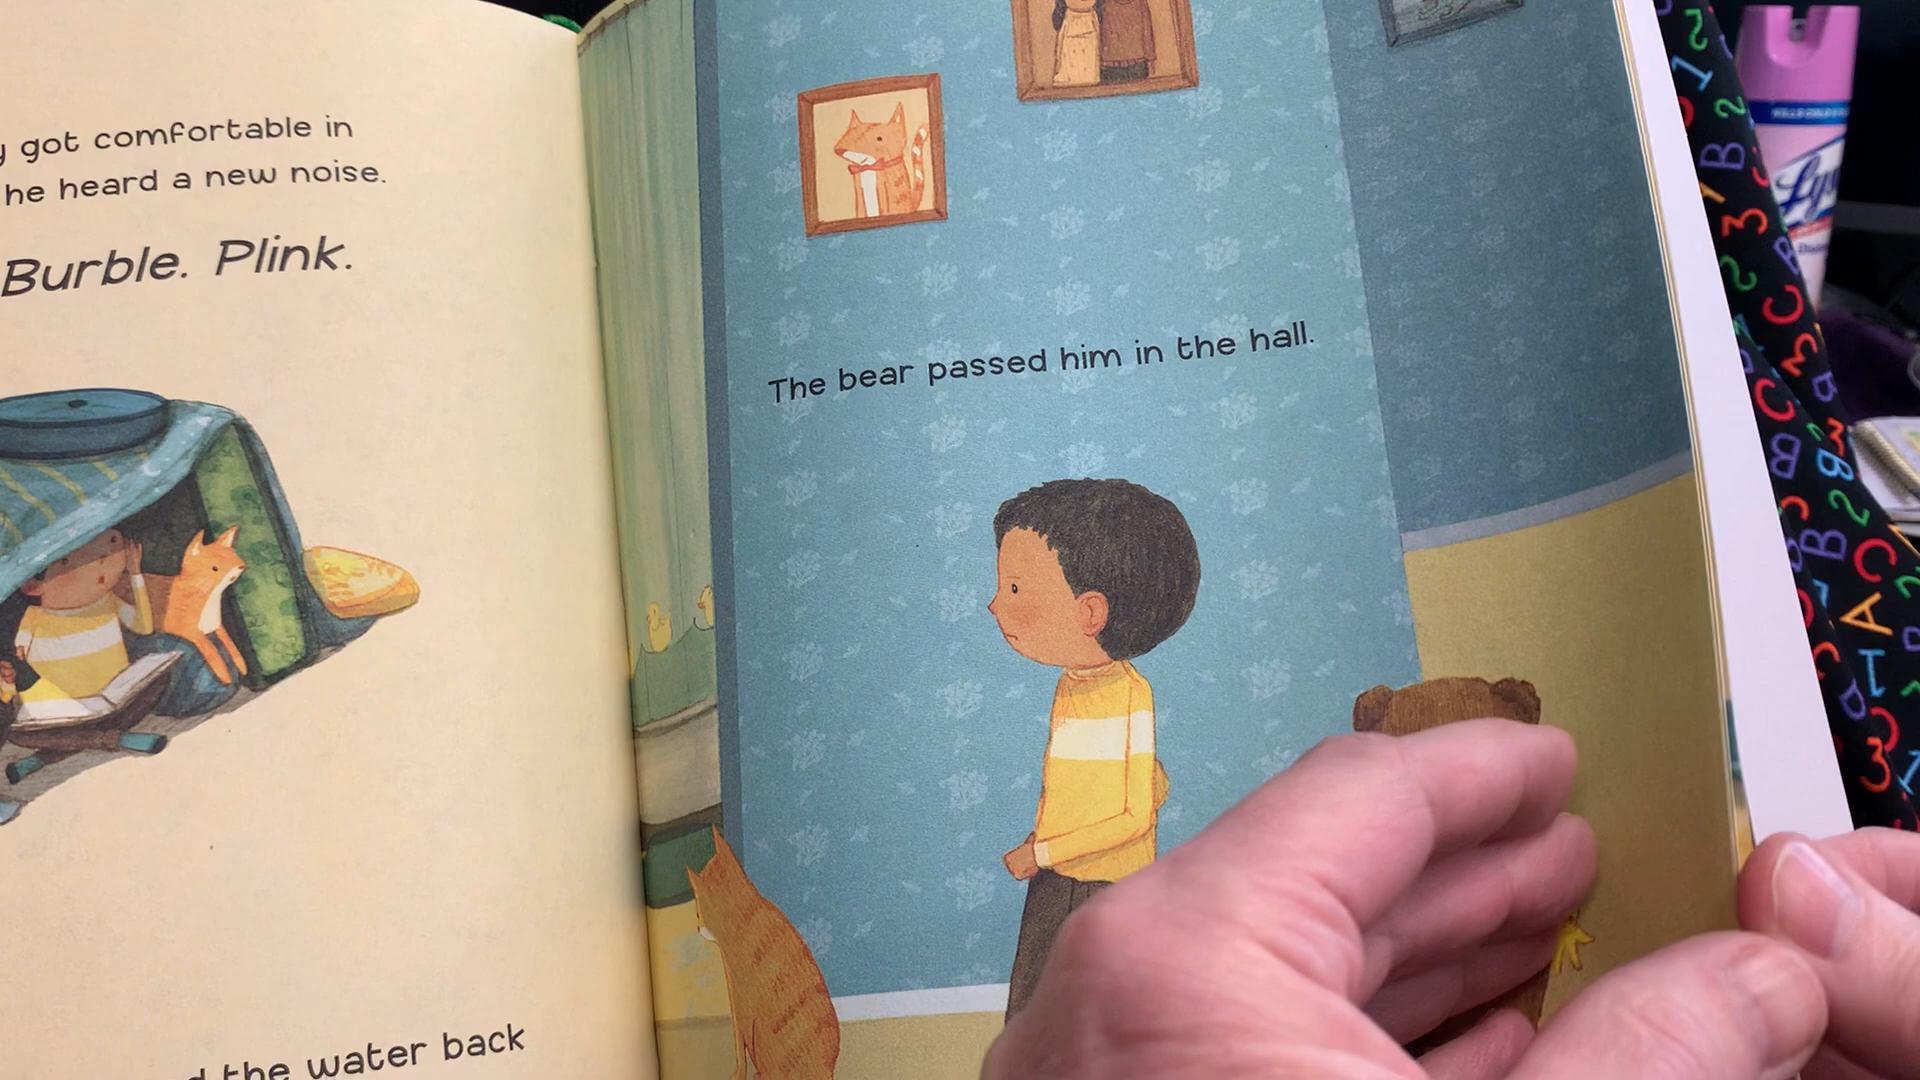 got comfortable in
he heard a new noise.
Burble. Plink.
the water back
The bear passed him in the hall.